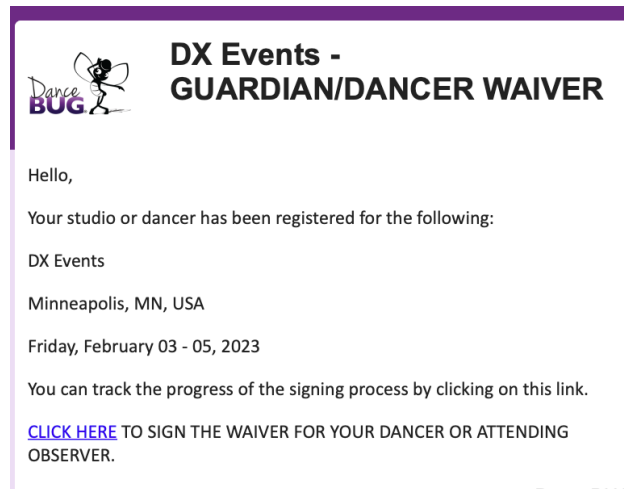 Dance
BUG
DX Events -
GUARDIAN/DANCER WAIVER
Hello,
Your studio or dancer has been registered for the following:
DX Events
Minneapolis, MN, USA
Friday, February 03 - 05, 2023
You can track the progress of the signing process by clicking on this link.
CLICK HERE TO SIGN THE WAIVER FOR YOUR DANCER OR ATTENDING
OBSERVER.